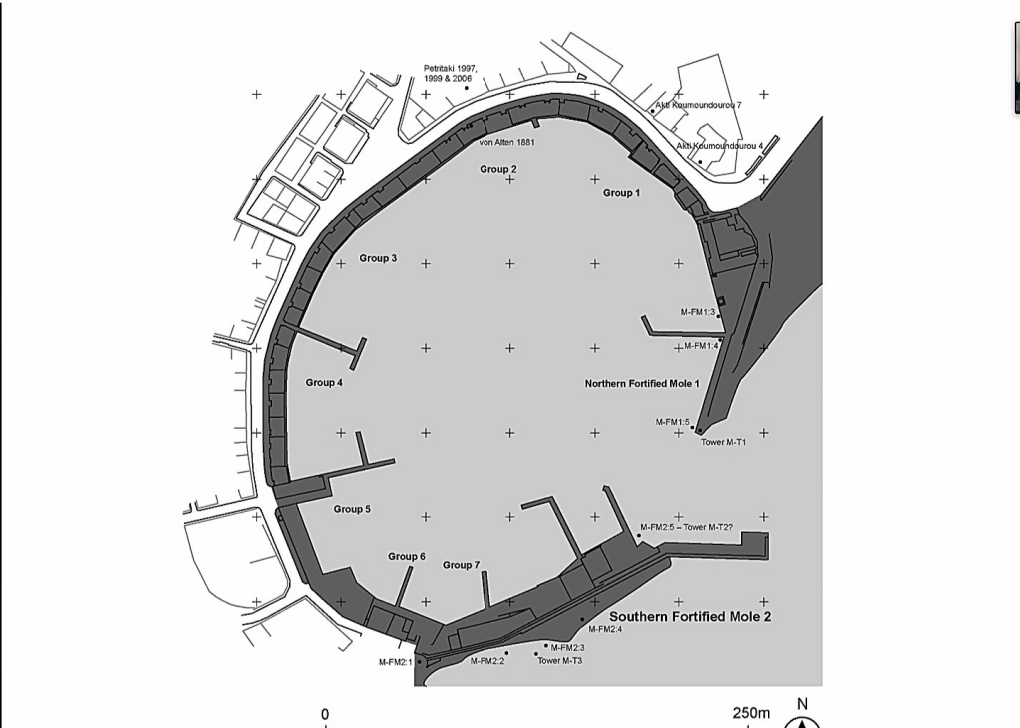 Petritaki 1997,
1999 & 2006
Akti Koumoundourou 7
von Alten 1881
Akti Koumoundourou 4
Group 2
Group 1
Group 3
M-FM1:3
M-FM1:4
Group 4
Northern Fortified Mole 1
M-FM1:5
Tower M-T1
Group 5
M-FM2:5 – Tower M-T2?
Group 6
Group 7
Southern Fortified Mole 2
M-FM2:4
M-FM2:3
M-FM2:1
M-FM2:2
Tower M-T3
0
250m
N